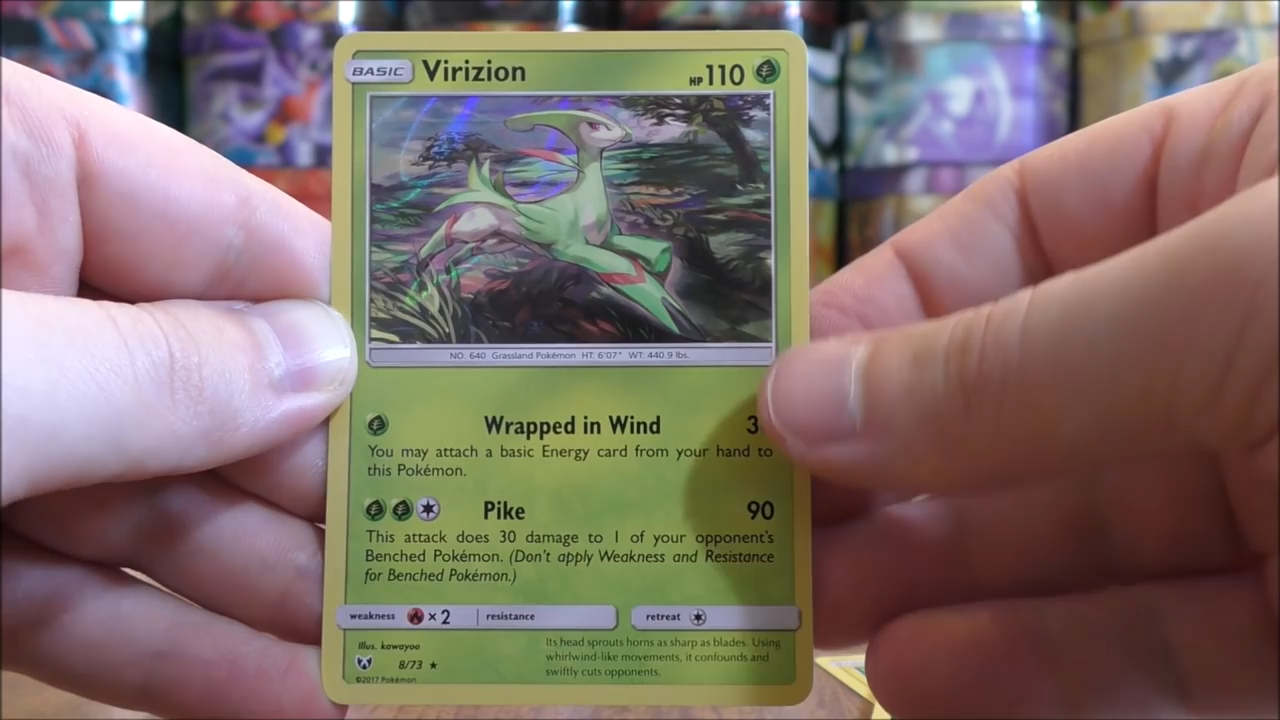 BASIC Virizion HP 110
NO. 640 Grassland Pokémon HT: 6'07" WT: 440.9 lbs.
Wrapped in Wind 3
You may attach a basic Energy card from your hand to
this Pokémon.
Pike 90
This attack does 30 damage to 1 of your opponent's
Benched Pokémon. (Don't apply Weakness and Resistance
for Benched Pokémon.)
weakness ×2 resistance retreat
Illus. kawayoo
8/73 ★
©2017 Pokémon
Its head sprouts horns as sharp as blades. Using
whirlwind-like movements, it confounds and
swiftly cuts opponents.